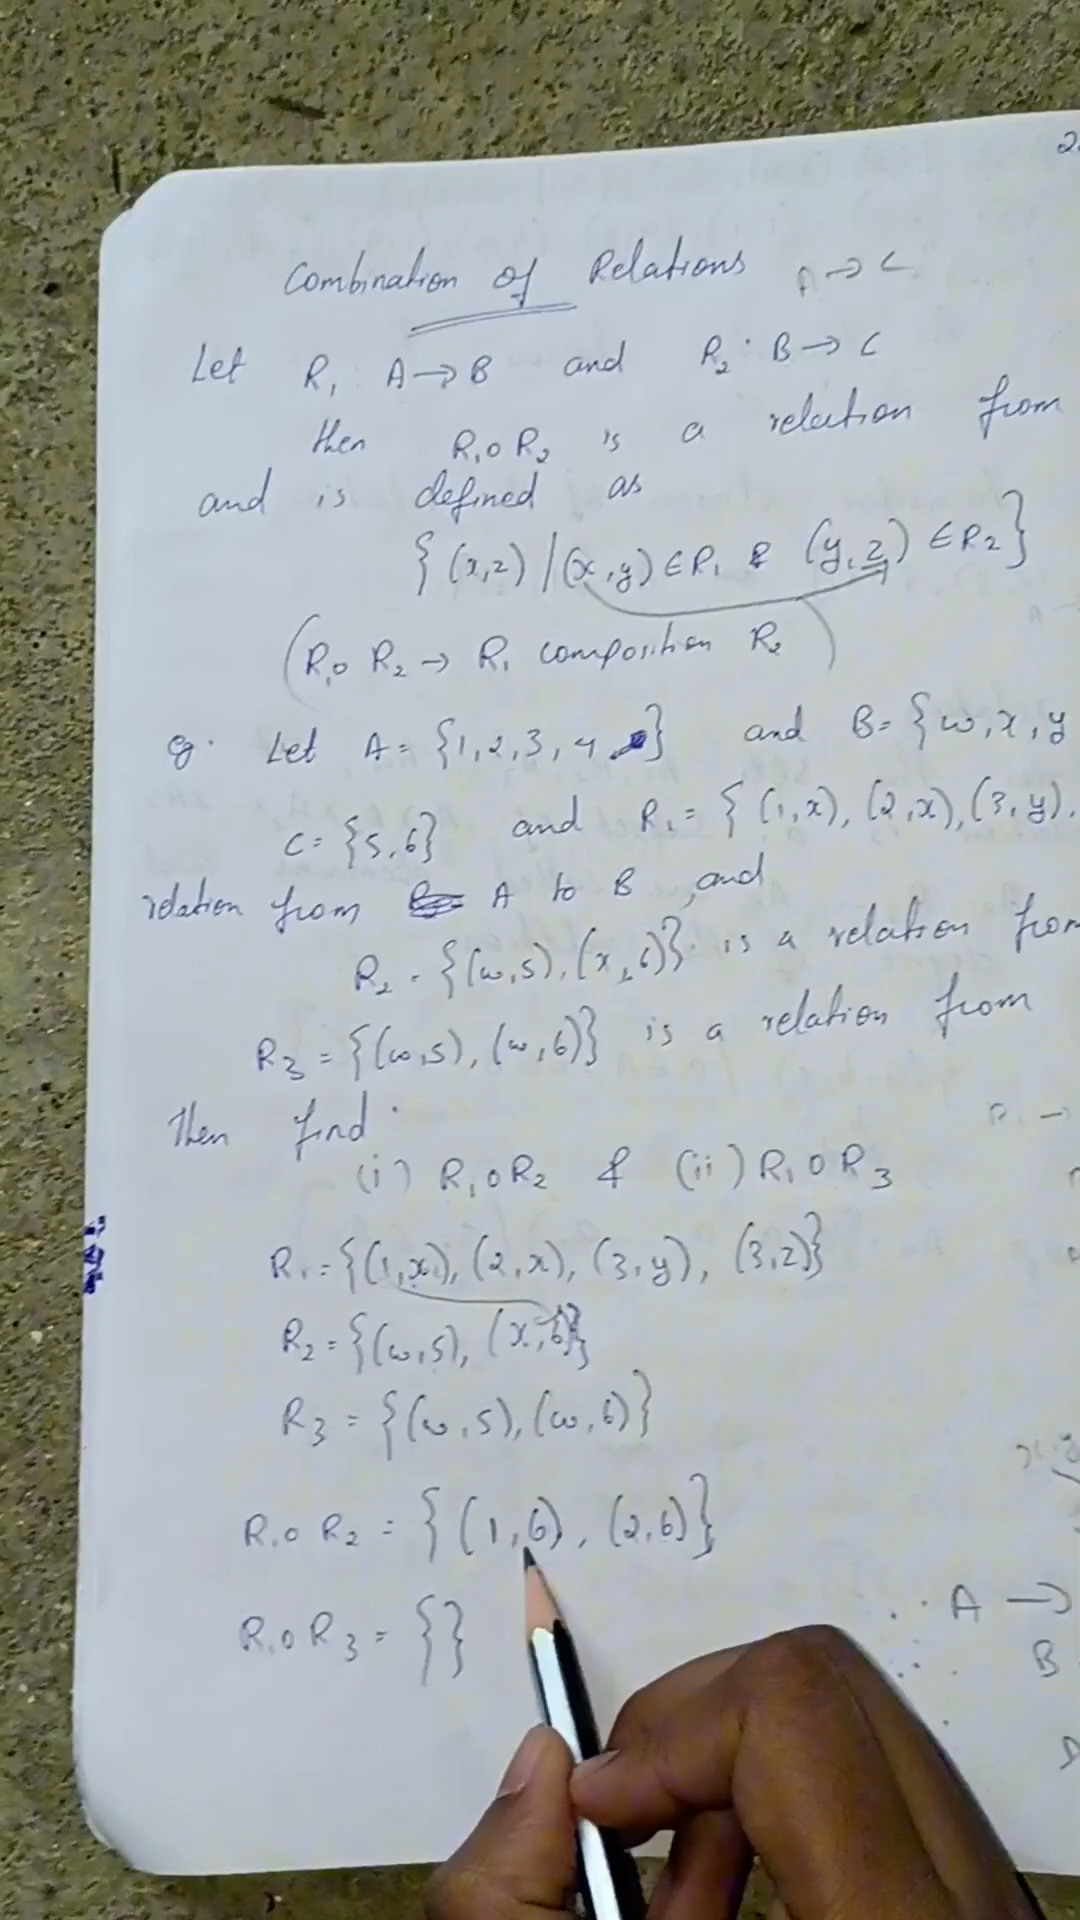 2.
Combination of Relations A → C
Let R₁ A → B and R₂ : B → C
then R₁ o R₂ is a relation from
and is defined as
{ (x,z) / (x,y) ∈ R₁ & (y,z) ∈ R₂ }
( R₁ o R₂ → R₁ composition R₂ )
eg. Let A = {1, 2, 3, 4 } and B = { w, x, y
C = {5, 6} and R₁ = { (1, x), (2, x), (3, y),
relation from A to B, and
R₂ = {(w,5), (x,6)} is a relation from
R₃ = {(w,5), (w,6)} is a relation from
Then find :
(i) R₁ o R₂ & (ii) R₁ o R₃
R₁ = {(1,x), (2,x), (3,y), (3,z)}
R₂ = {(w,5), (x,6)}
R₃ = {(w,5), (w,6)}
R₁ o R₂ = { (1,6), (2,6) }
R₁ o R₃ = { }
A →
B